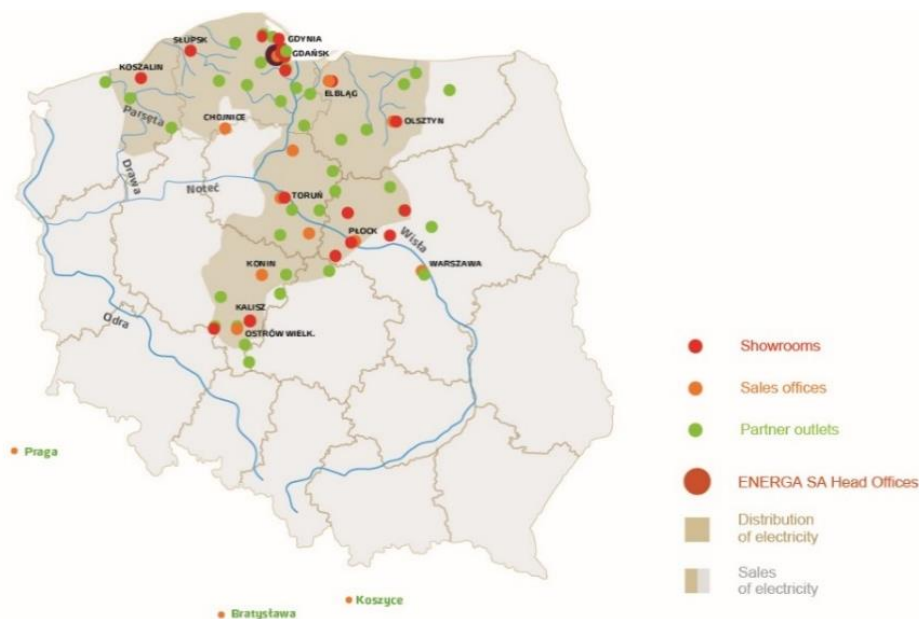 GDYNIA
SŁUPSK
GDAŃSK
KOSZALIN
ELBLĄG
Parsęta
CHOJNICE
OLSZTYN
Drawa
Noteć
TORUŃ
PŁOCK
Wisła
KONIN
WARSZAWA
KALISZ
Odra
OSTRÓW WIELK.
Showrooms
Sales offices
Partner outlets
Praga
ENERGA SA Head Offices
Distribution
of electricity
Sales
of electricity
Koszyce
Bratysława